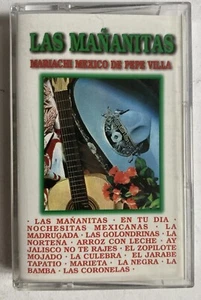 LAS MAÑANITAS
MARIACHI MEXICO DE PEPE VILLA
· LAS MAÑANITAS · EN TU DIA ·
NOCHESITAS MEXICANAS · LA
MADRUGADA · LAS GOLONDRINAS · LA
NORTEÑA · ARROZ CON LECHE · AY
JALISCO NO TE RAJES · EL ZOPILOTE
MOJADO · LA CULEBRA · EL JARABE
TAPATIO · MARIETA · LA NEGRA · LA
BAMBA · LAS CORONELAS ·